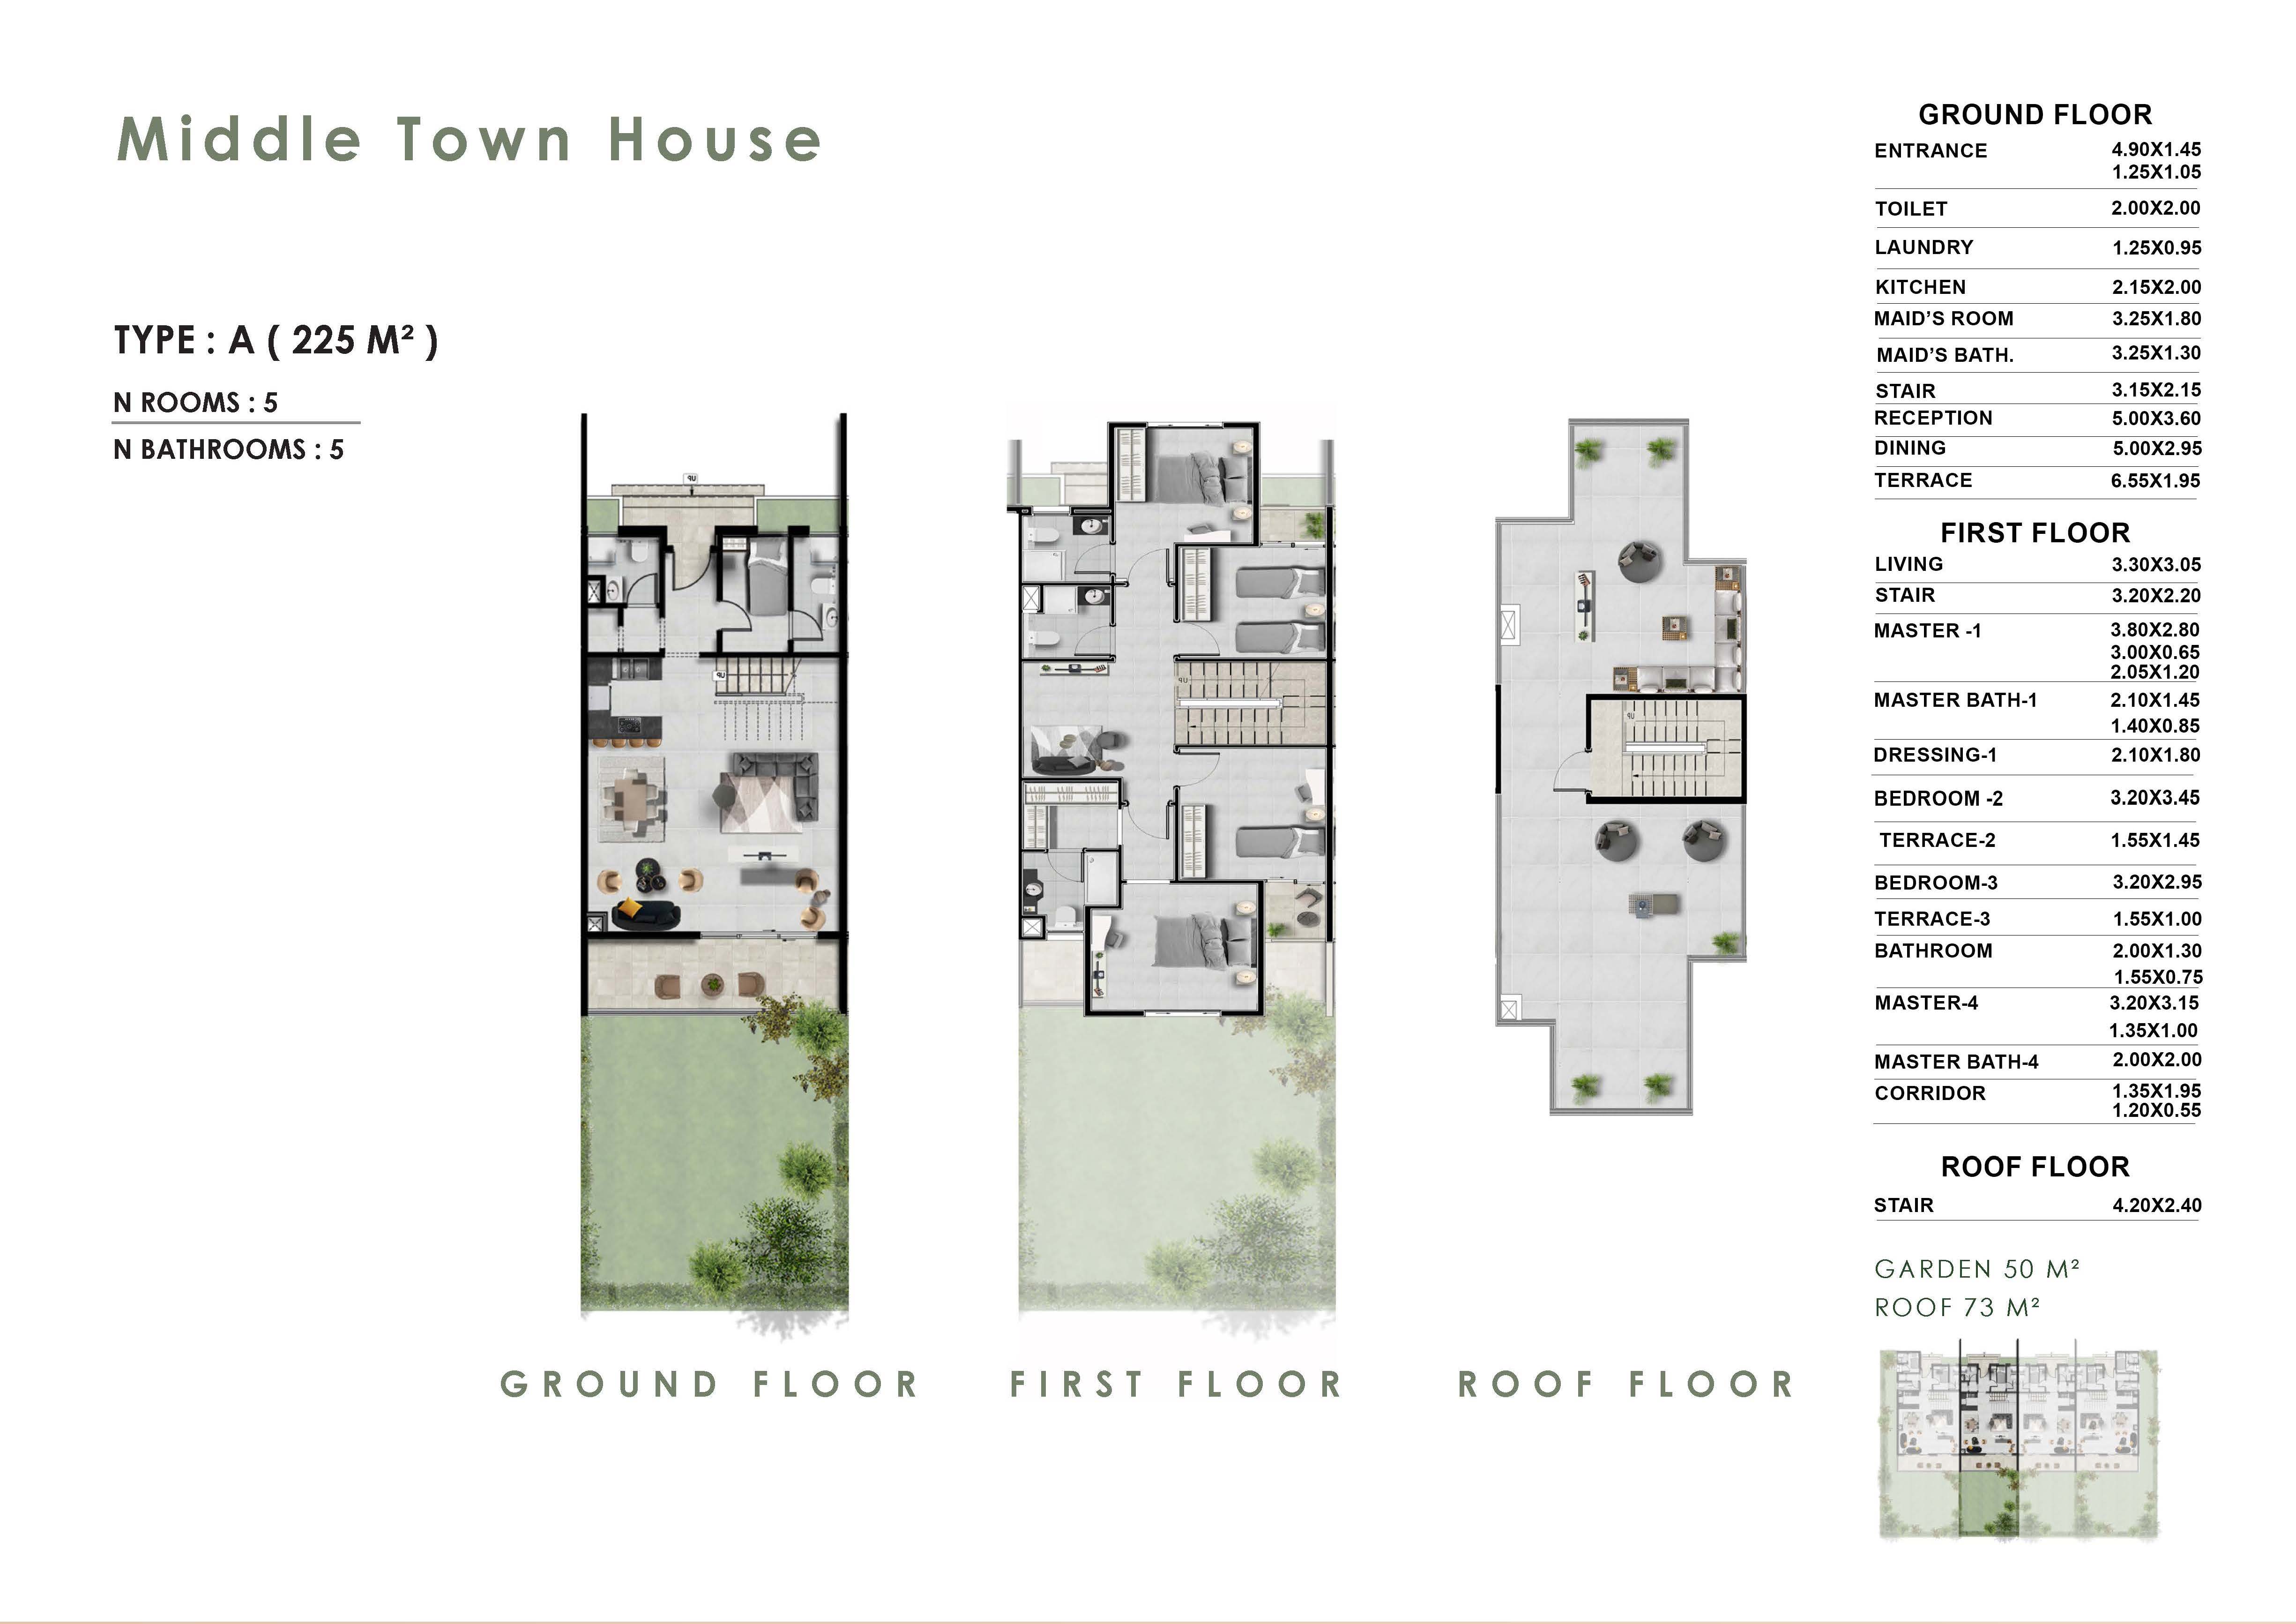 Middle Town House
TYPE : A ( 225 M² )
N ROOMS : 5
N BATHROOMS : 5
UP
UP
UP
UP
GROUND FLOOR
FIRST FLOOR
ROOF FLOOR
GROUND FLOOR
ENTRANCE 4.90X1.45
1.25X1.05
TOILET 2.00X2.00
LAUNDRY 1.25X0.95
KITCHEN 2.15X2.00
MAID'S ROOM 3.25X1.80
MAID'S BATH. 3.25X1.30
STAIR 3.15X2.15
RECEPTION 5.00X3.60
DINING 5.00X2.95
TERRACE 6.55X1.95
FIRST FLOOR
LIVING 3.30X3.05
STAIR 3.20X2.20
MASTER -1 3.80X2.80
3.00X0.65
2.05X1.20
MASTER BATH-1 2.10X1.45
1.40X0.85
DRESSING-1 2.10X1.80
BEDROOM -2 3.20X3.45
TERRACE-2 1.55X1.45
BEDROOM-3 3.20X2.95
TERRACE-3 1.55X1.00
BATHROOM 2.00X1.30
1.55X0.75
MASTER-4 3.20X3.15
1.35X1.00
MASTER BATH-4 2.00X2.00
CORRIDOR 1.35X1.95
1.20X0.55
ROOF FLOOR
STAIR 4.20X2.40
GARDEN 50 M²
ROOF 73 M²